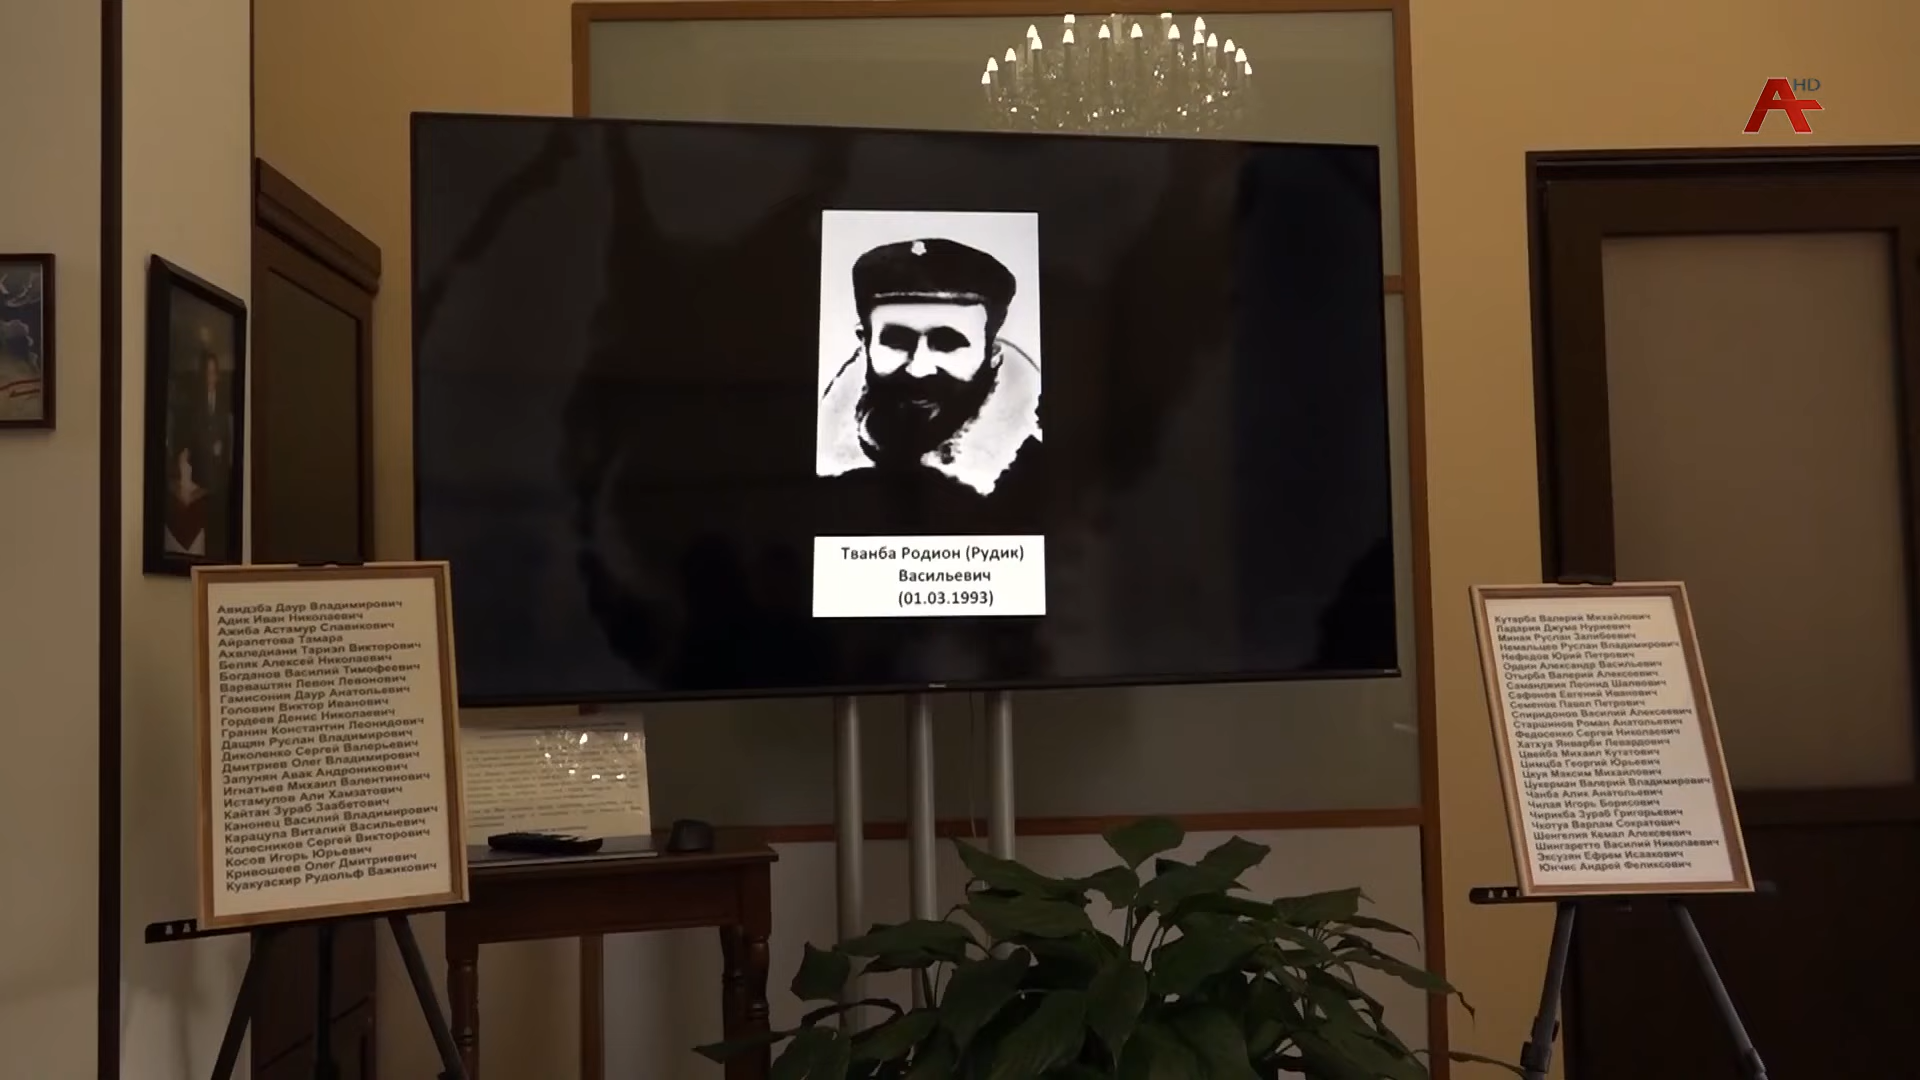 HD
Тванба Родион (Рудик)
Васильевич
(01.03.1993)
Авидзба Даур Владимирович
Адик Иван Николаевич
Ажиба Астамур Славикович
Айрапетова Тамара
Ахаледиани Тариэл Викторович
Беляк Алексей Николаевич
Богданов Василий Тимофеевич
Варваштян Левон Левонович
Гамисония Даур Анатольевич
Головин Виктор Иванович
Гордеев Денис Николаевич
Гранин Константин Леонидович
Дащян Руслан Владимирович
Диколенко Сергей Валерьевич
Дмитриев Олег Владимирович
Запунян Авак Андроникович
Игнатьев Михаил Валентинович
Истамулов Али Хамзатович
Кайтан Зураб Заабетович
Канонец Василий Владимирович
Карацупа Виталий Васильевич
Колесников Сергей Викторович
Косов Игорь Юрьевич
Кривошеев Олег Дмитриевич
Куакуаскир Рудольф Важикович
Кутарба Валерий Михайлович
Ладария Джума Нуриевич
Миная Руслан Залибеевич
Немальцев Руслан Владимирович
Нефедов Юрий Петрович
Ордин Александр Васильевич
Отырба Валерий Алексеевич
Саманджия Леонид Шалвович
Сафонов Евгений Иванович
Семенов Павел Петрович
Спиридонов Василий Алексеевич
Старшинов Роман Анатольевич
Федосенко Сергей Николаевич
Хатхуа Январби Левардович
Цвейба Михаил Кутатович
Цимцба Георгий Юрьевич
Цкуя Максим Михайлович
Цукерман Валерий Владимирович
Чанба Алик Анатольевич
Чилая Игорь Борисович
Чирикба Зураб Григорьевич
Чкотуа Варлам Сократович
Шенгелия Кемал Алексеевич
Шингаретто Василий Николаевич
Эксузян Ефрем Исаакович
Юнчис Андрей Феликсович